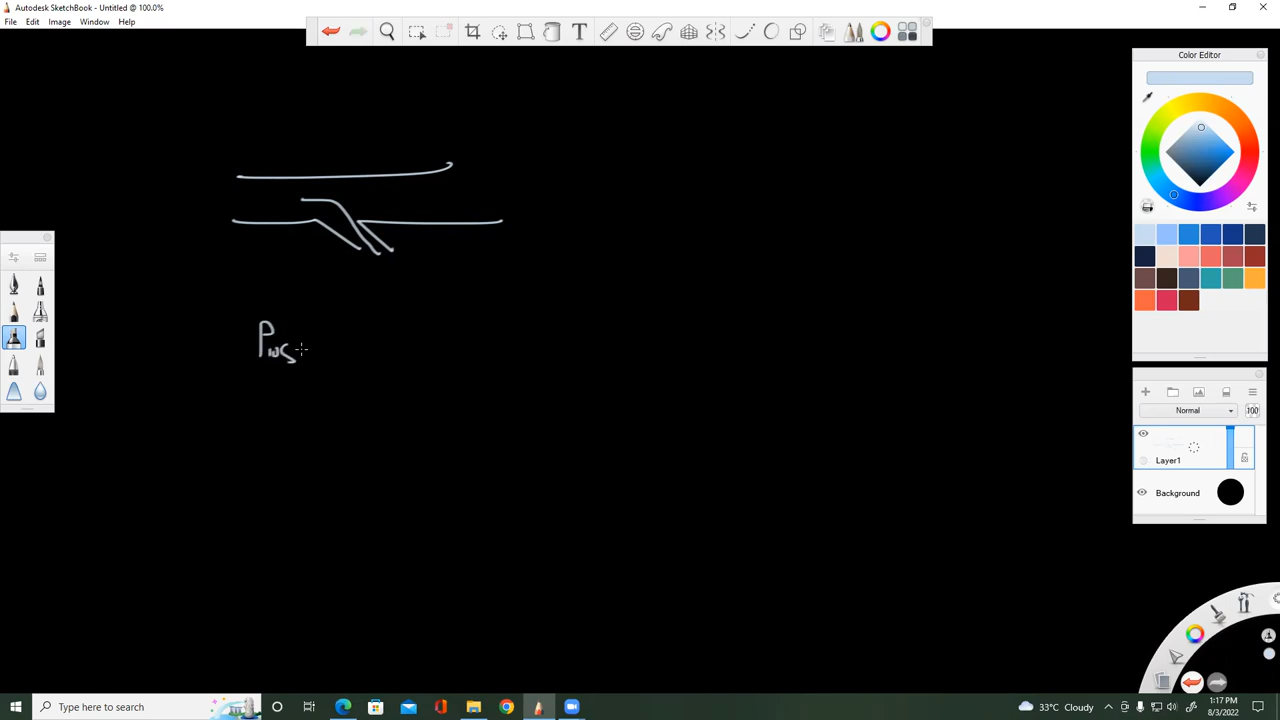 Autodesk SketchBook - Untitled @ 100.0%
File Edit Image Window Help
Color Editor
Normal 100
Layer1
Background
Type here to search
33°C Cloudy
1:17 PM
8/3/2022